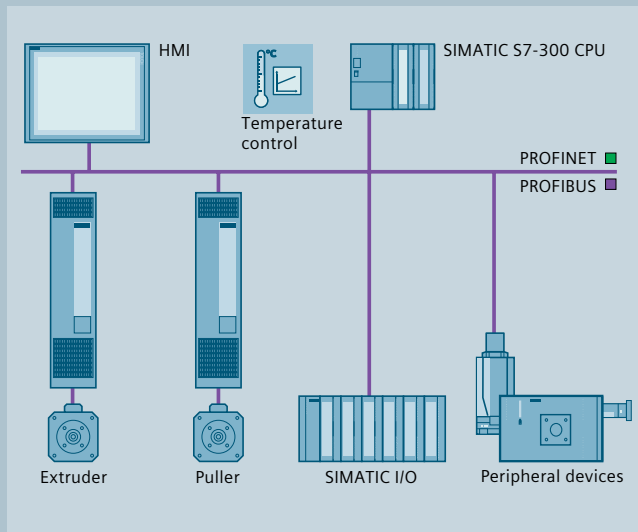 HMI
°C
SIMATIC S7-300 CPU
Temperature
control
PROFINET
PROFIBUS
Extruder
Puller
SIMATIC I/O
Peripheral devices